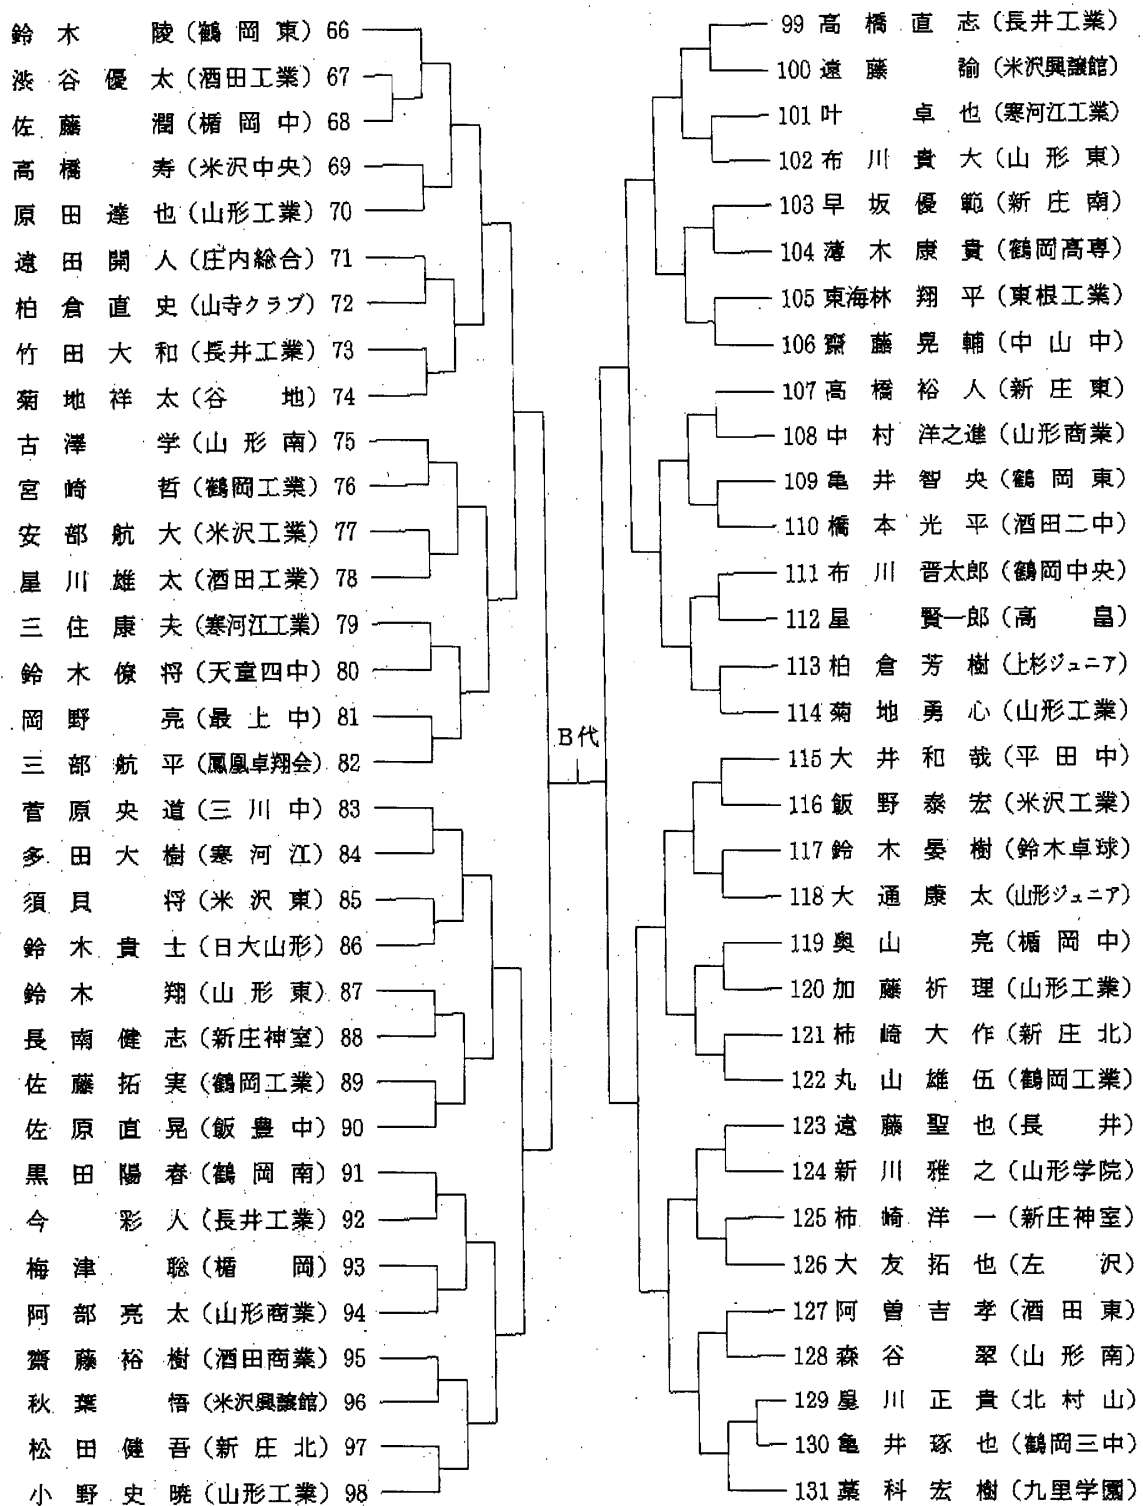 鈴木 陵(鶴岡東) 66
渋谷優太(酒田工業) 67
佐藤 潤(楯岡中) 68
高橋 寿(米沢中央) 69
原田達也(山形工業) 70
遠田開人(庄内総合) 71
柏倉直史(山寺クラブ) 72
竹田大和(長井工業) 73
菊地祥太(谷 地) 74
古澤 学(山形南) 75
宮崎 哲(鶴岡工業) 76
安部航大(米沢工業) 77
星川雄太(酒田工業) 78
三住康夫(寒河江工業) 79
鈴木僚将(天童四中) 80
岡野 亮(最上中) 81
三部航平(鳳凰卓翔会) 82
菅原央道(三川中) 83
多田大樹(寒河江) 84
須貝 将(米沢東) 85
鈴木貴士(日大山形) 86
鈴木 翔(山形東) 87
長南健志(新庄神室) 88
佐藤拓実(鶴岡工業) 89
佐原直晃(飯豊中) 90
黒田陽春(鶴岡南) 91
今 彩人(長井工業) 92
梅津 聡(楯 岡) 93
阿部亮太(山形商業) 94
齋藤裕樹(酒田商業) 95
秋葉 悟(米沢興譲館) 96
松田健吾(新庄北) 97
小野史暁(山形工業) 98
B代
99 高橋直志(長井工業)
100 遠藤 諭(米沢興譲館)
101 叶 卓也(寒河江工業)
102 布川貴大(山形東)
103 早坂優範(新庄南)
104 薄木康貴(鶴岡高専)
105 東海林翔平(東根工業)
106 齋藤晃輔(中山中)
107 高橋裕人(新庄東)
108 中村洋之進(山形商業)
109 亀井智央(鶴岡東)
110 橋本光平(酒田二中)
111 布川晋太郎(鶴岡中央)
112 星 賢一郎(高 畠)
113 柏倉芳樹(上杉ジュニア)
114 菊地勇心(山形工業)
115 大井和哉(平田中)
116 飯野泰宏(米沢工業)
117 鈴木晏樹(鈴木卓球)
118 大通康太(山形ジュニア)
119 奥山 亮(楯岡中)
120 加藤祈理(山形工業)
121 柿崎大作(新庄北)
122 丸山雄伍(鶴岡工業)
123 遠藤聖也(長 井)
124 新川雅之(山形学院)
125 柿崎洋一(新庄神室)
126 大友拓也(左 沢)
127 阿曽吉孝(酒田東)
128 森谷 翠(山形南)
129 星川正貴(北村山)
130 亀井琢也(鶴岡三中)
131 藁科宏樹(九里学園)